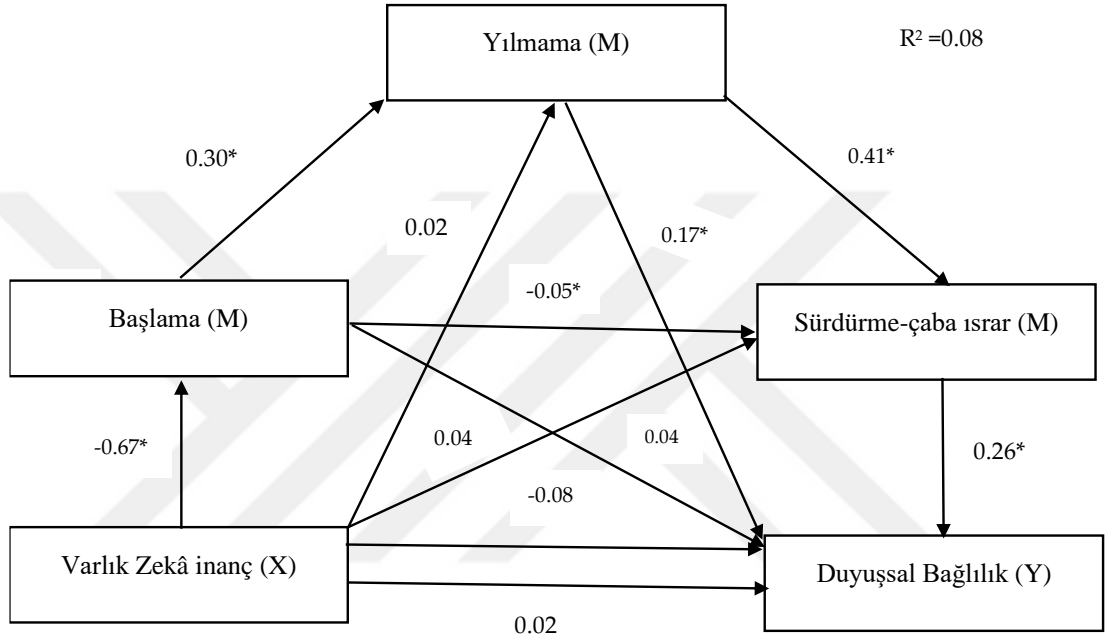 Yılmama (M)
R² =0.08
0.30*
0.41*
0.02
0.17*
-0.05*
Başlama (M)
Sürdürme-çaba ısrar (M)
-0.67*
0.04
0.04
0.26*
-0.08
Varlık Zekâ inanç (X)
Duyuşsal Bağlılık (Y)
0.02